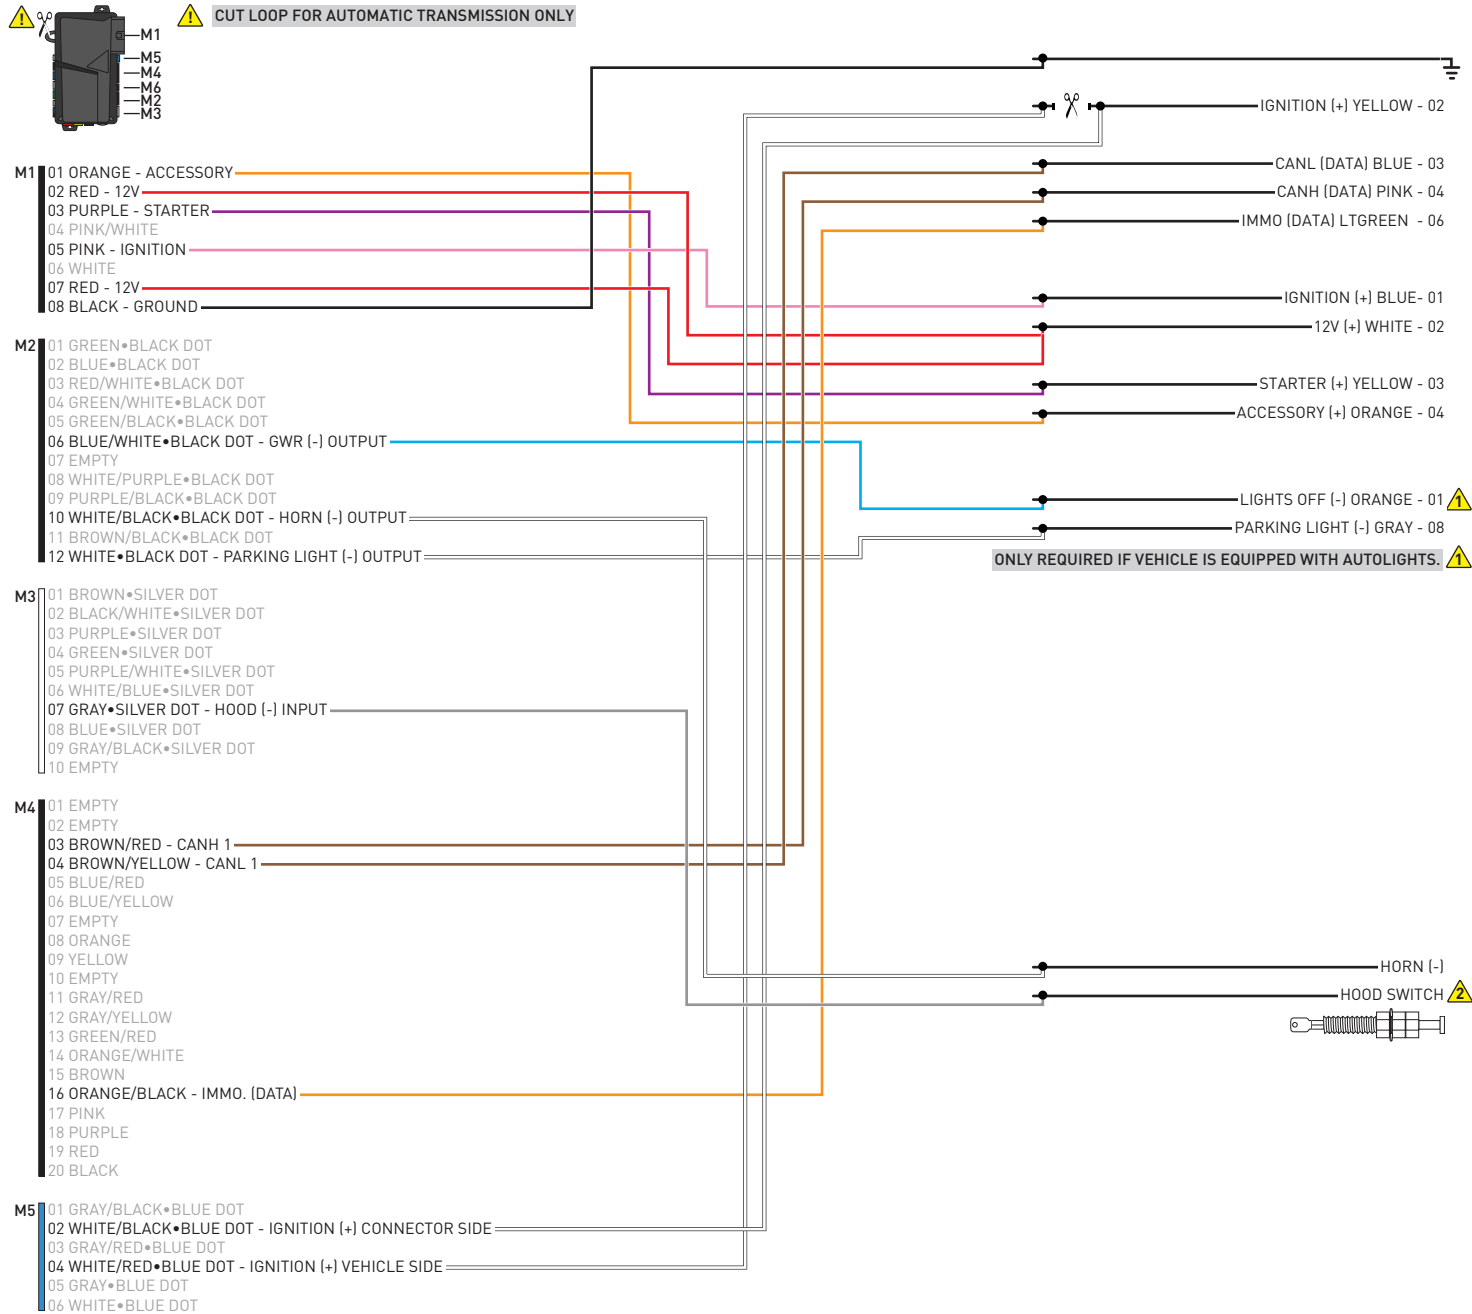 ! ! CUT LOOP FOR AUTOMATIC TRANSMISSION ONLY
M1
M5
M4
M6
M2
M3
IGNITION (+) YELLOW - 02
CANL (DATA) BLUE - 03
CANH (DATA) PINK - 04
IMMO (DATA) LTGREEN - 06
IGNITION (+) BLUE- 01
12V (+) WHITE - 02
STARTER (+) YELLOW - 03
ACCESSORY (+) ORANGE - 04
LIGHTS OFF (-) ORANGE - 01 1
PARKING LIGHT (-) GRAY - 08
ONLY REQUIRED IF VEHICLE IS EQUIPPED WITH AUTOLIGHTS. 1
HORN (-)
HOOD SWITCH 2
M1
01 ORANGE - ACCESSORY
02 RED - 12V
03 PURPLE - STARTER
04 PINK/WHITE
05 PINK - IGNITION
06 WHITE
07 RED - 12V
08 BLACK - GROUND
M2
01 GREEN•BLACK DOT
02 BLUE•BLACK DOT
03 RED/WHITE•BLACK DOT
04 GREEN/WHITE•BLACK DOT
05 GREEN/BLACK•BLACK DOT
06 BLUE/WHITE•BLACK DOT - GWR (-) OUTPUT
07 EMPTY
08 WHITE/PURPLE•BLACK DOT
09 PURPLE/BLACK•BLACK DOT
10 WHITE/BLACK•BLACK DOT - HORN (-) OUTPUT
11 BROWN/BLACK•BLACK DOT
12 WHITE•BLACK DOT - PARKING LIGHT (-) OUTPUT
M3
01 BROWN•SILVER DOT
02 BLACK/WHITE•SILVER DOT
03 PURPLE•SILVER DOT
04 GREEN•SILVER DOT
05 PURPLE/WHITE•SILVER DOT
06 WHITE/BLUE•SILVER DOT
07 GRAY•SILVER DOT - HOOD (-) INPUT
08 BLUE•SILVER DOT
09 GRAY/BLACK•SILVER DOT
10 EMPTY
M4
01 EMPTY
02 EMPTY
03 BROWN/RED - CANH 1
04 BROWN/YELLOW - CANL 1
05 BLUE/RED
06 BLUE/YELLOW
07 EMPTY
08 ORANGE
09 YELLOW
10 EMPTY
11 GRAY/RED
12 GRAY/YELLOW
13 GREEN/RED
14 ORANGE/WHITE
15 BROWN
16 ORANGE/BLACK - IMMO. (DATA)
17 PINK
18 PURPLE
19 RED
20 BLACK
M5
01 GRAY/BLACK•BLUE DOT
02 WHITE/BLACK•BLUE DOT - IGNITION (+) CONNECTOR SIDE
03 GRAY/RED•BLUE DOT
04 WHITE/RED•BLUE DOT - IGNITION (+) VEHICLE SIDE
05 GRAY•BLUE DOT
06 WHITE•BLUE DOT